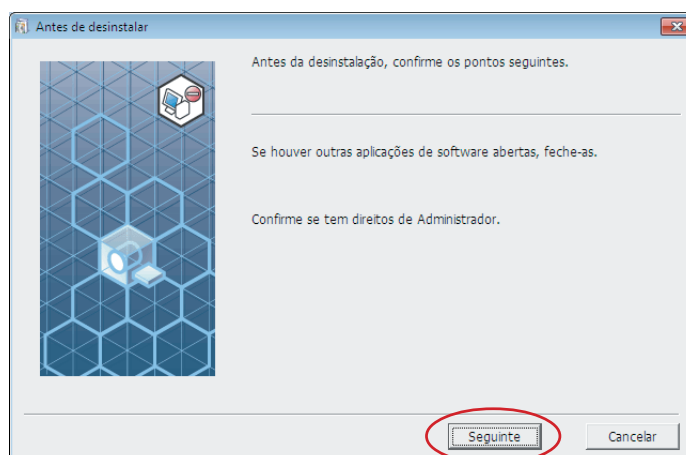 Antes de desinstalar
Antes da desinstalação, confirme os pontos seguintes.
Se houver outras aplicações de software abertas, feche-as.
Confirme se tem direitos de Administrador.
Seguinte
Cancelar